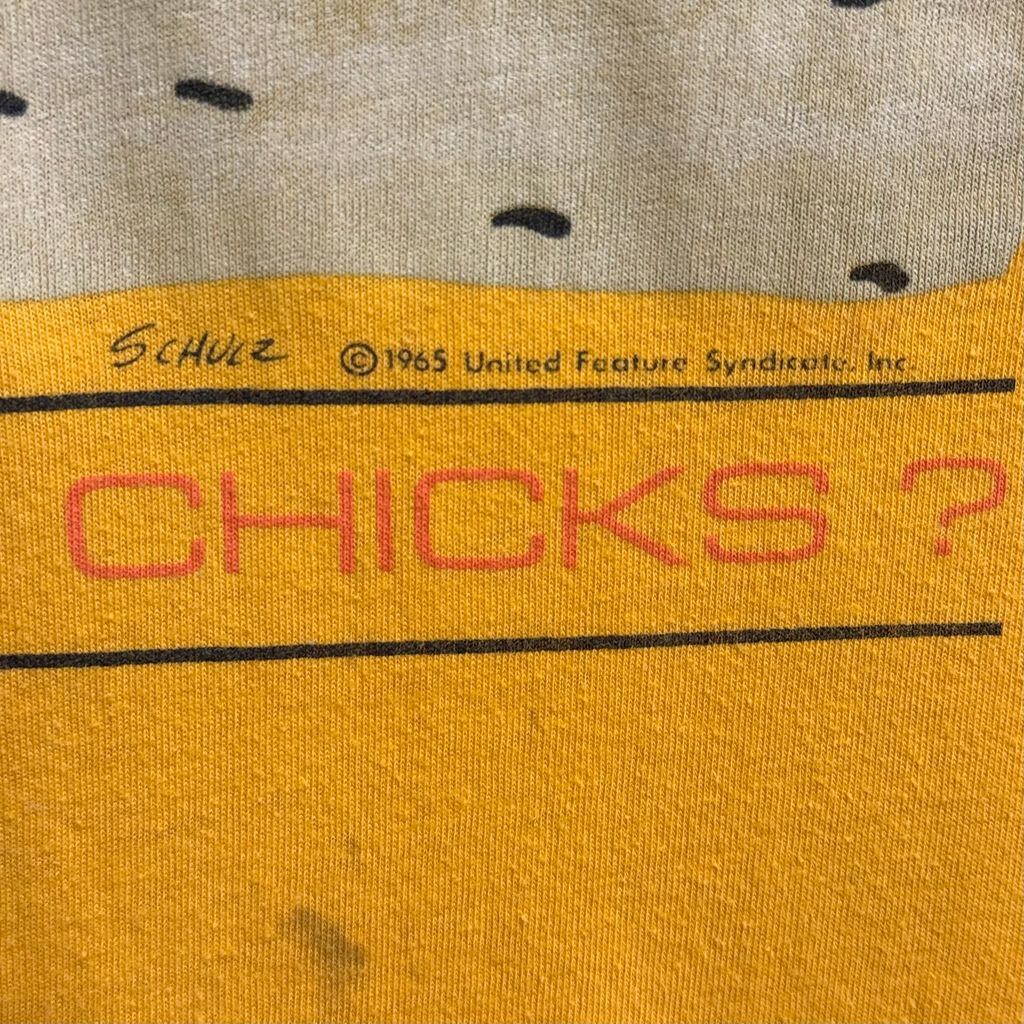 SCHULZ © 1965 United Feature Syndicate, Inc.
CHICKS ?